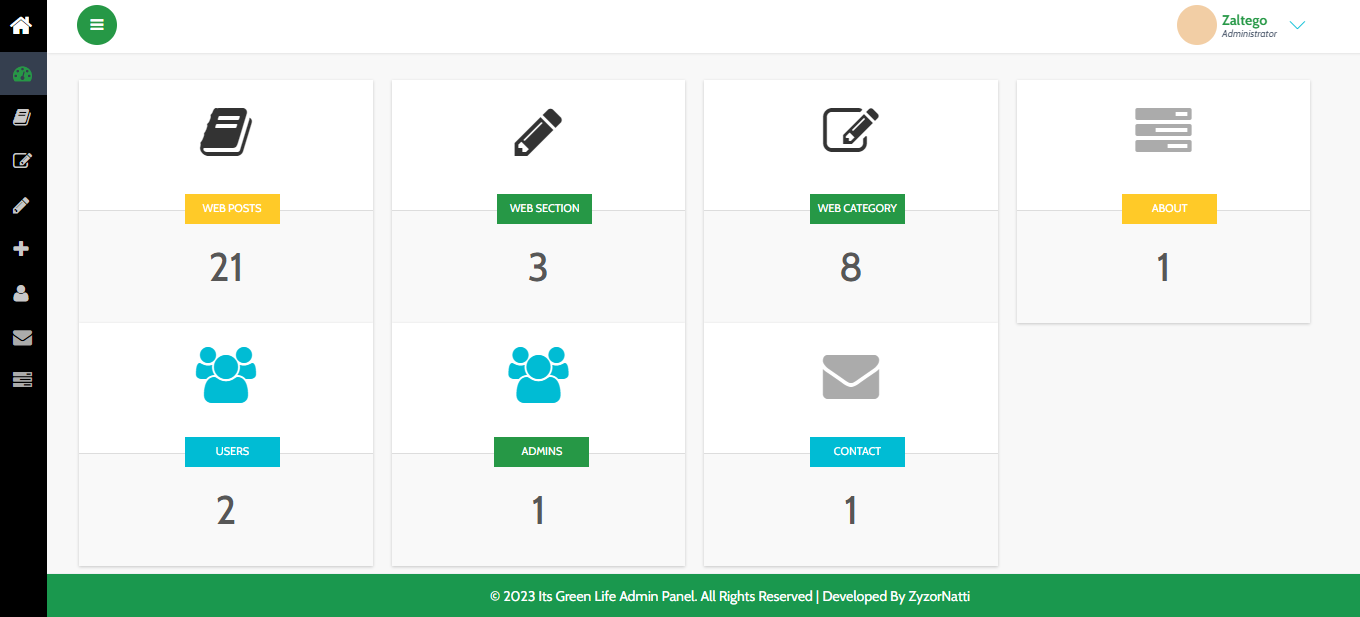 Zaltego
Administrator
WEB POSTS
21
WEB SECTION
3
WEB CATEGORY
8
ABOUT
1
USERS
2
ADMINS
1
CONTACT
1
© 2023 Its Green Life Admin Panel. All Rights Reserved | Developed By ZyzorNatti